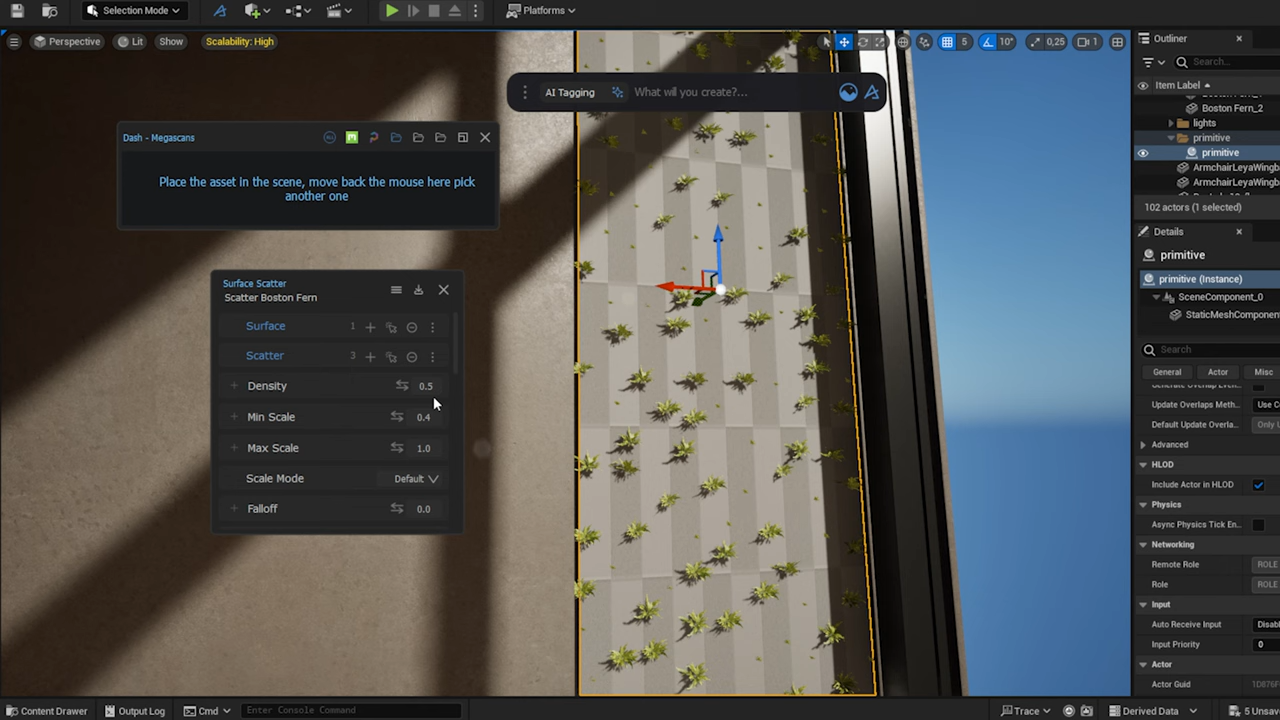 Selection Mode
Platforms
Perspective
Lit
Show
Scalability: High
5
10°
0,25
1
AI Tagging
What will you create?...
Dash - Megascans
Place the asset in the scene, move back the mouse here pick
another one
Surface Scatter
Scatter Boston Fern
Surface 1
Scatter 3
Density 0.5
Min Scale 0.4
Max Scale 1.0
Scale Mode Default
Falloff 0.0
Outliner
Search...
Item Label
Boston Fern_2
lights
primitive
primitive
ArmchairLeyaWingb
ArmchairLeyaWingb
102 actors (1 selected)
Details
primitive
primitive (Instance)
SceneComponent_0
StaticMeshComponen
Search
General
Actor
Misc
Update Overlaps Meth.. Use Co
Default Update Overla.. Only U
Advanced
HLOD
Include Actor in HLOD
Physics
Async Physics Tick En..
Networking
Remote Role ROLE
Role ROLE
Input
Auto Receive Input Disab
Input Priority 0
Actor
Actor Guid 1D876F
Content Drawer
Output Log
Cmd
Enter Console Command
Trace
Derived Data
5 Unsav